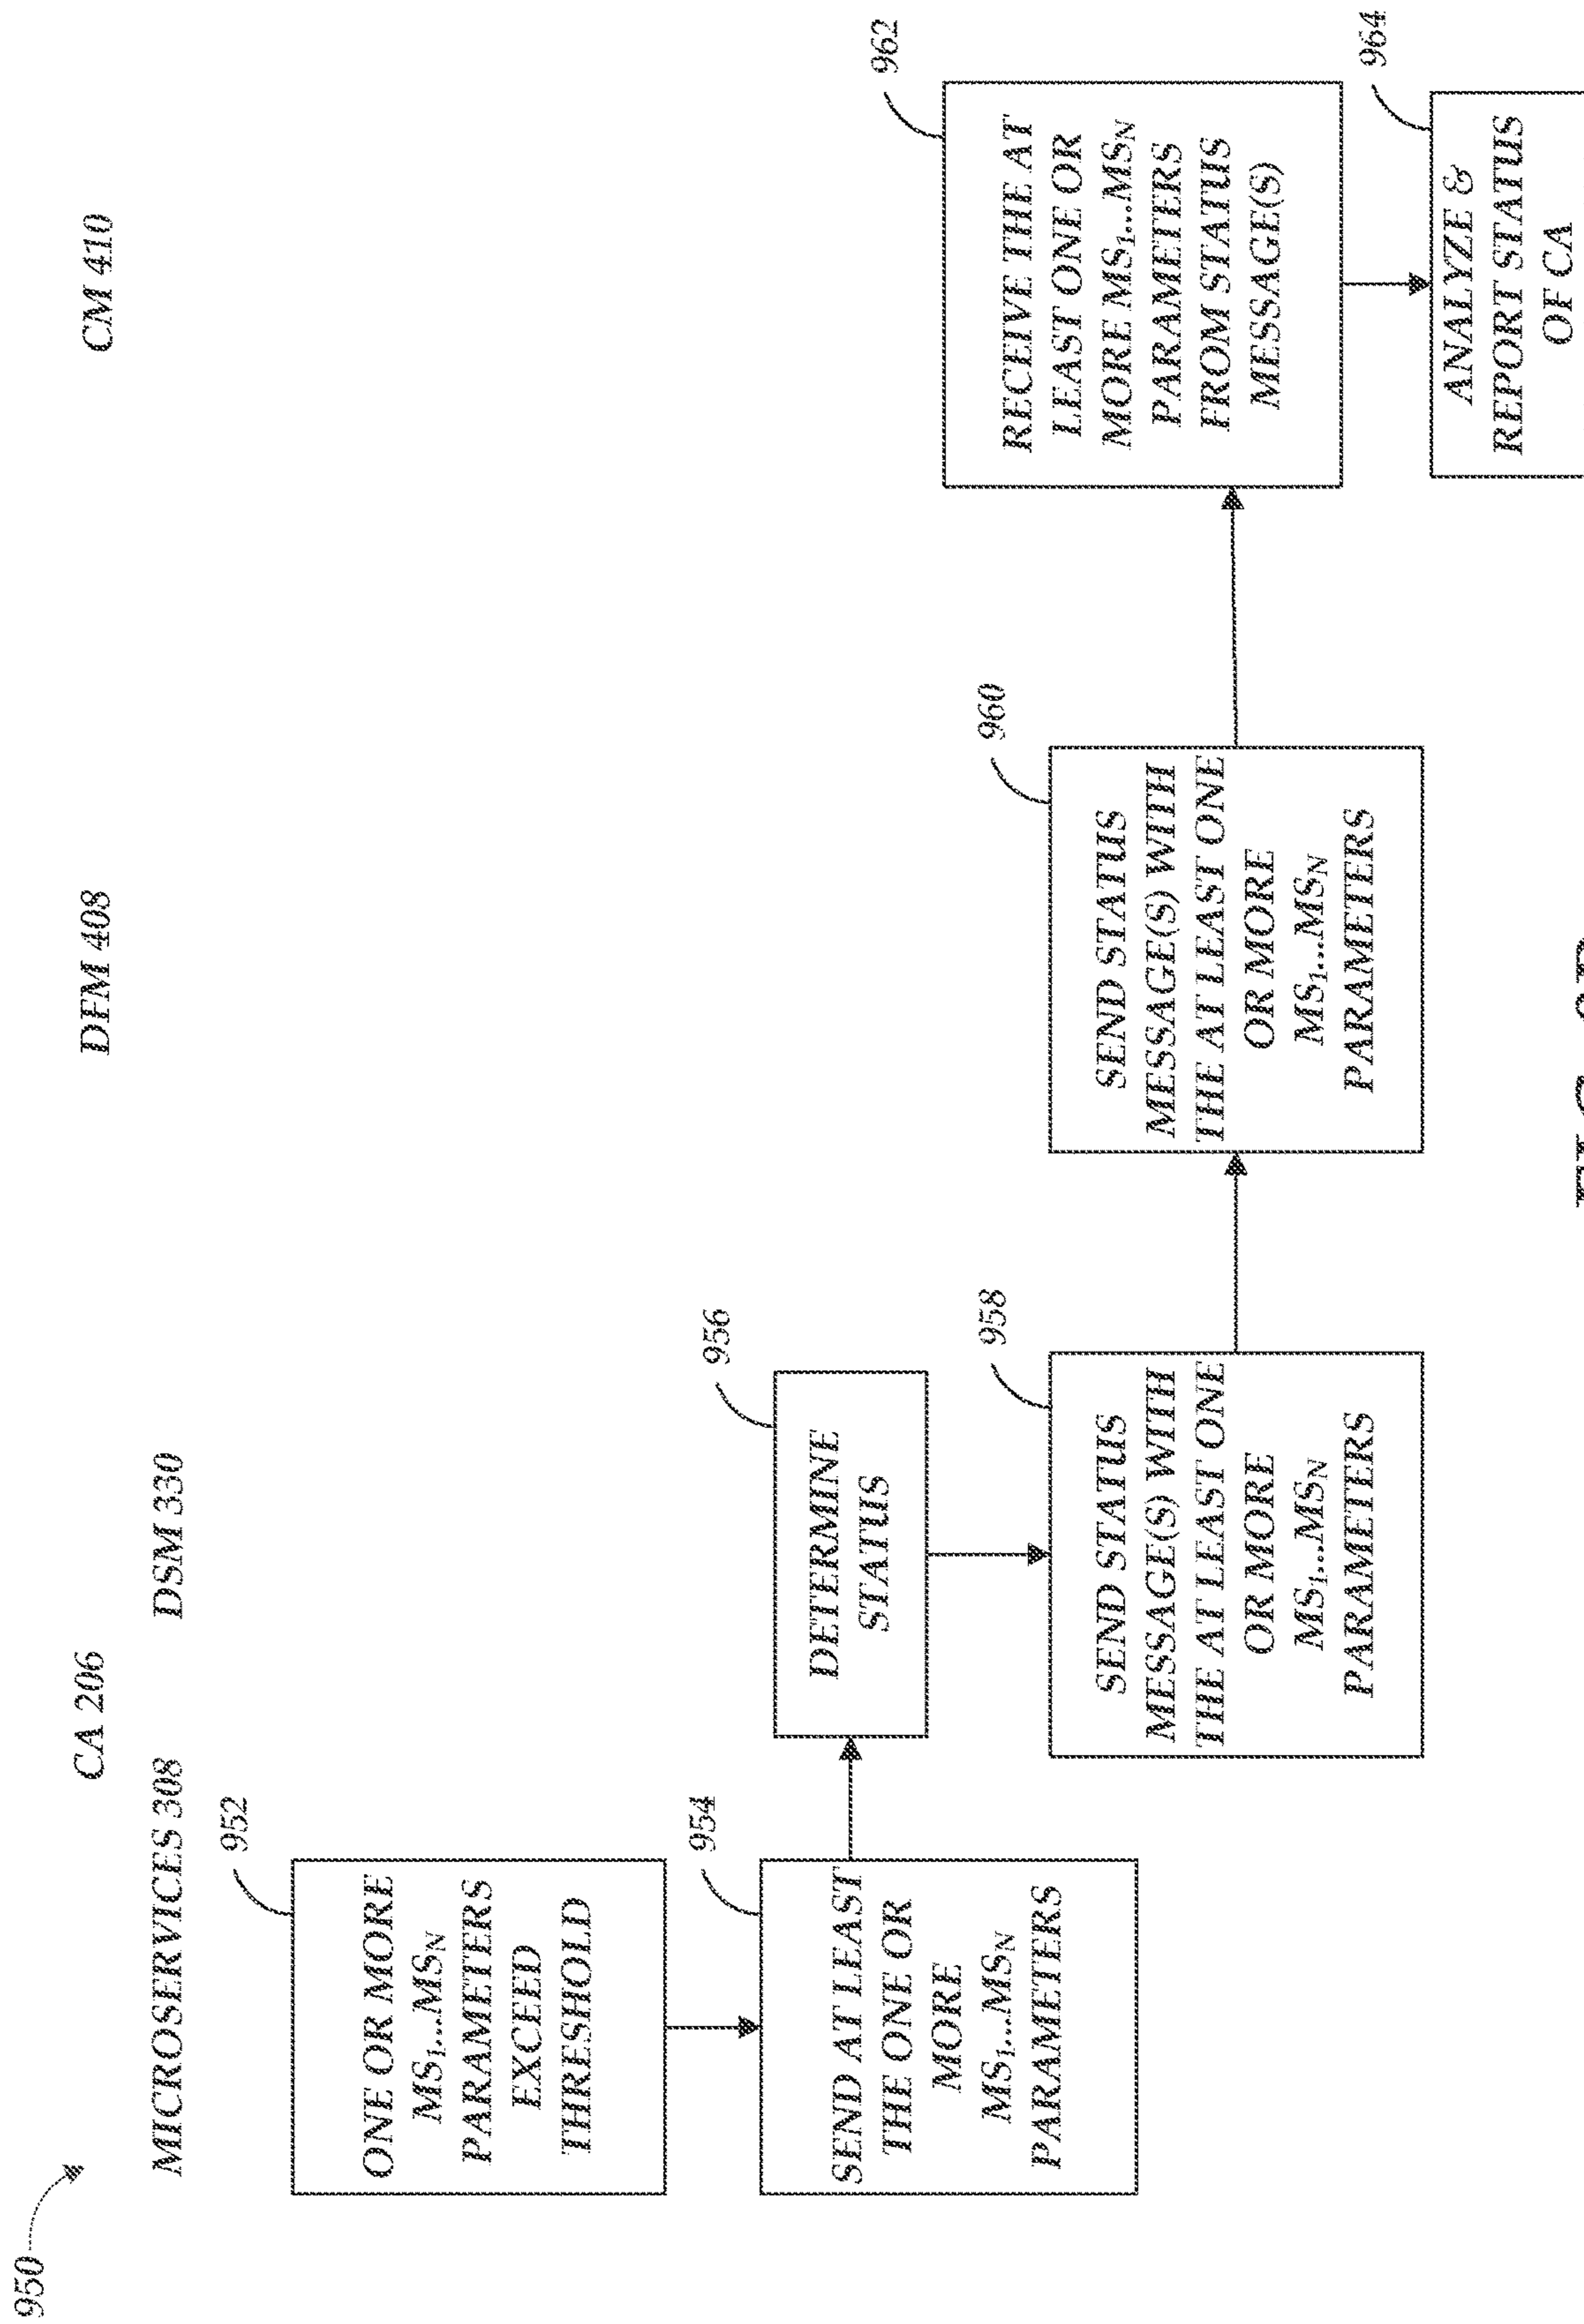 950
CA 206
DFM 408
CM 410
MICROSERVICES 308
DSM 330
952
ONE OR MORE
MS1...MSN
PARAMETERS
EXCEED
THRESHOLD
954
SEND AT LEAST
THE ONE OR
MORE
MS1...MSN
PARAMETERS
956
DETERMINE
STATUS
958
SEND STATUS
MESSAGE(S) WITH
THE AT LEAST ONE
OR MORE
MS1...MSN
PARAMETERS
960
SEND STATUS
MESSAGE(S) WITH
THE AT LEAST ONE
OR MORE
MS1...MSN
PARAMETERS
962
RECEIVE THE AT
LEAST ONE OR
MORE MS1...MSN
PARAMETERS
FROM STATUS
MESSAGE(S)
964
ANALYZE &
REPORT STATUS
OF CA